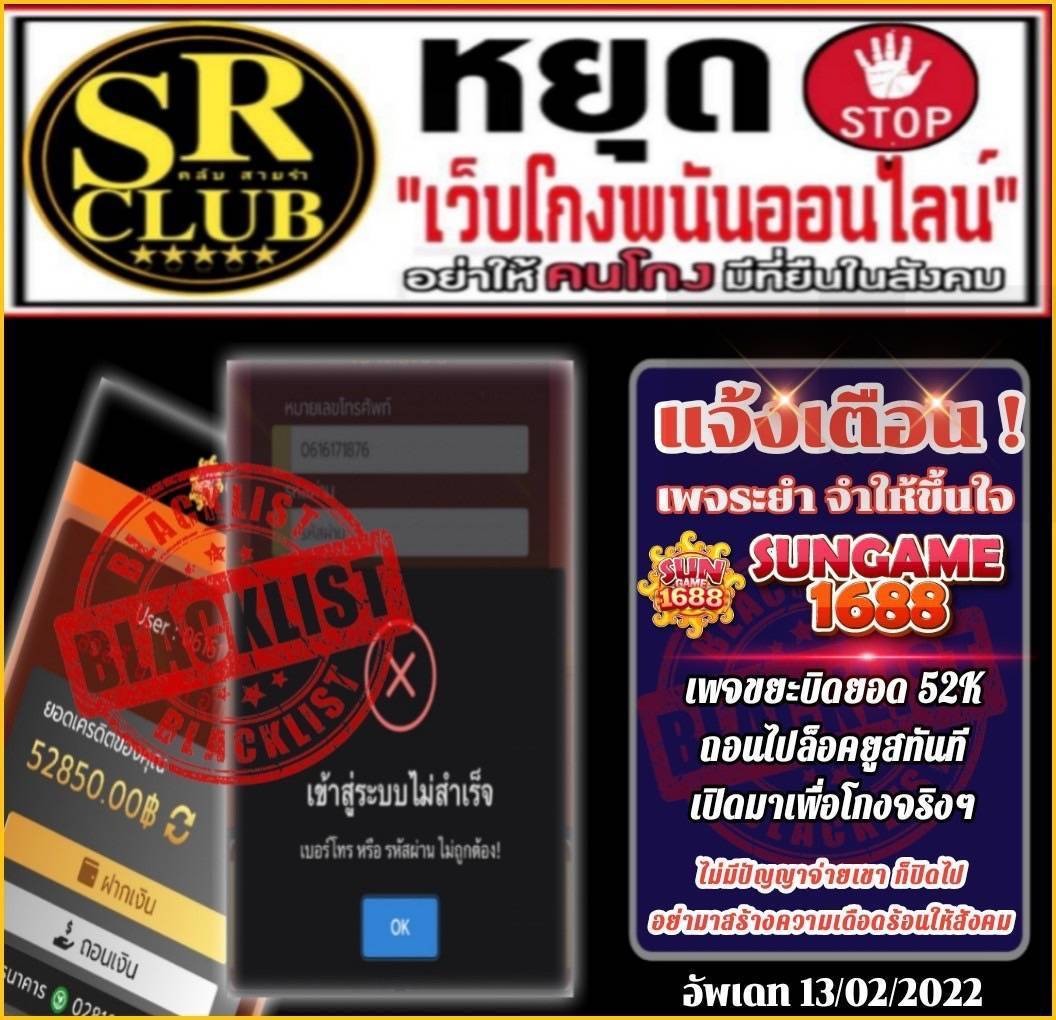 SR
คลับ สายรำ
CLUB
หยุด
STOP
"เว็บโกงพนันออนไลน์"
อย่าให้ คนโกง มีที่ยืนในสังคม
หมายเลขโทรศัพท์
0616171876
รหัสผ่าน
BLACKLIST
BLACKLIST
BLACKLIST
User : 0616
ยอดเครดิตของคุณ
52850.00฿
ฝากเงิน
ถอนเงิน
เข้าสู่ระบบไม่สำเร็จ
เบอร์โทร หรือ รหัสผ่าน ไม่ถูกต้อง!
OK
แจ้งเตือน !
เพจระยำ จำให้ขึ้นใจ
SUN
GAME
1688
SUNGAME
1688
เพจขยะบิดยอด 52K
ถอนไปล็อคยูสทันที
เปิดมาเพื่อโกงจริงๆ
ไม่มีปัญญาจ่ายเขา ก็ปิดไป
อย่ามาสร้างความเดือดร้อนให้สังคม
อัพเดท 13/02/2022